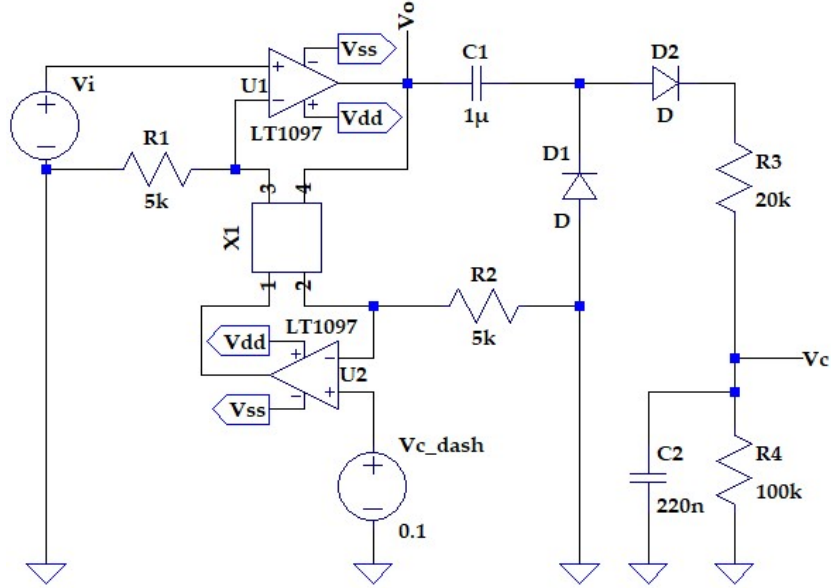 Vo
Vss
C1
D2
Vi
U1
Vdd
1µ
D
R1
LT1097
D1
R3
5k
3
4
20k
X1
D
R2
1
2
LT1097
5k
Vdd
U2
Vc
Vss
Vc_dash
C2
R4
220n
100k
0.1